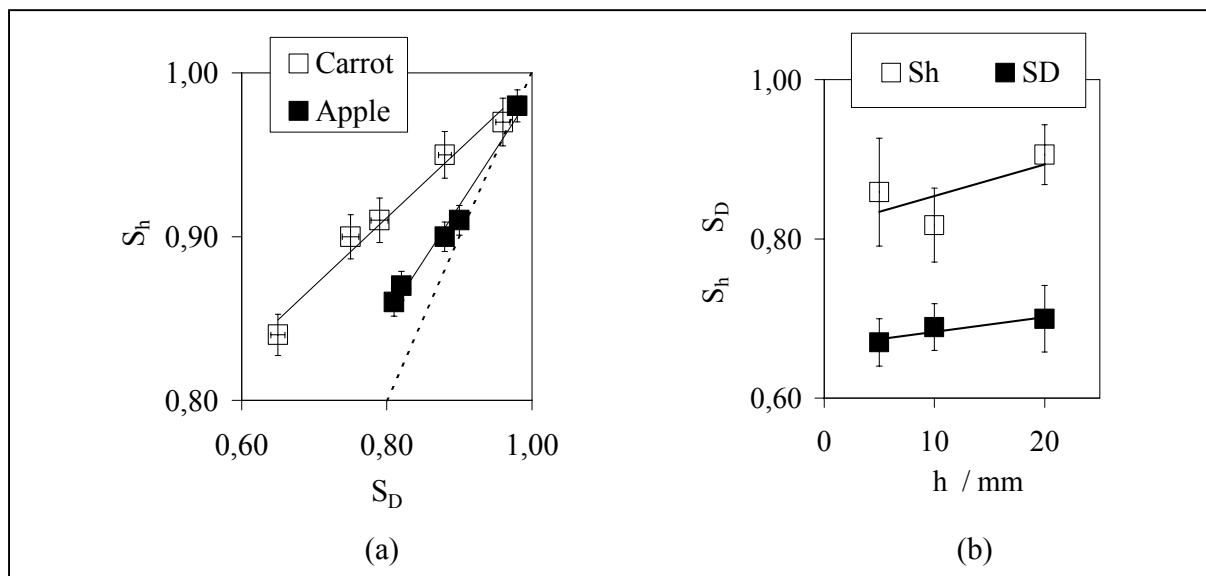 Carrot
Apple
1,00
0,90
0,80
S_h
0,60 0,80 1,00
S_D
(a)
Sh SD
1,00
0,80
0,60
S_h S_D
0 10 20
h / mm
(b)